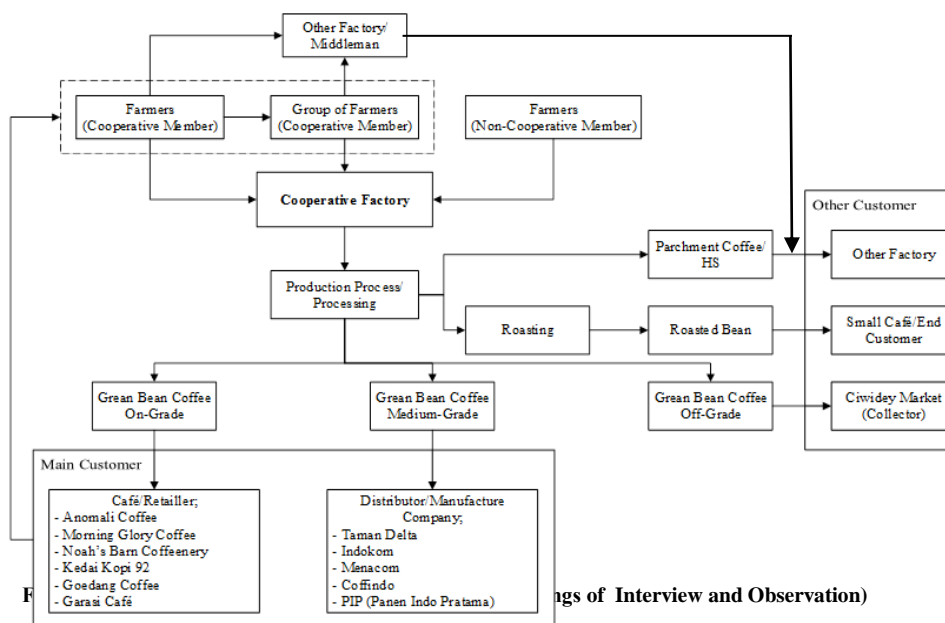 Other Factory/
Middleman
Farmers
(Cooperative Member)
Group of Farmers
(Cooperative Member)
Farmers
(Non-Cooperative Member)
Cooperative Factory
Other Customer
Parchment Coffee/
HS
Other Factory
Production Process/
Processing
Roasting
Roasted Bean
Small Café/End
Customer
Grean Bean Coffee
On-Grade
Grean Bean Coffee
Medium-Grade
Grean Bean Coffee
Off-Grade
Ciwidey Market
(Collector)
Main Customer
Café/Retailler;
- Anomali Coffee
- Morning Glory Coffee
- Noah's Barn Coffeenery
- Kedai Kopi 92
- Goedang Coffee
- Garasi Café
Distributor/Manufacture
Company;
- Taman Delta
- Indokom
- Menacom
- Coffindo
- PIP (Panen Indo Pratama)
of Interview and Observation)